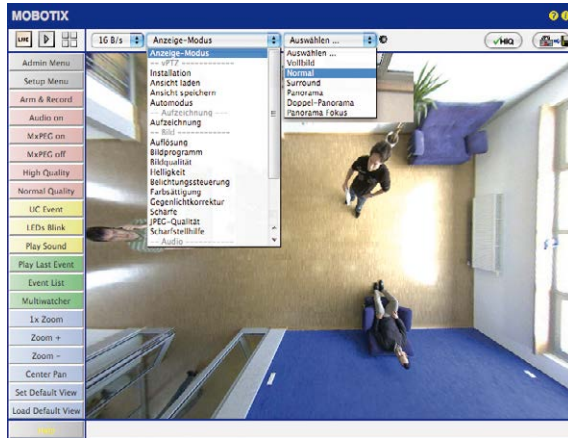 MOBOTIX
LIVE
16 B/s
Anzeige-Modus
Auswählen ...
HiQ
Anzeige-Modus
-- vPTZ ------------
Installation
Ansicht laden
Ansicht speichern
Automodus
-- Aufzeichnung ----
Aufzeichnung
-- Bild ------------
Auflösung
Bildprogramm
Bildqualität
Helligkeit
Belichtungssteuerung
Farbsättigung
Gegenlichtkorrektur
Schärfe
JPEG-Qualität
Scharfstellhilfe
-- Audio -----------
Auswählen ...
Vollbild
Normal
Surround
Panorama
Doppel-Panorama
Panorama Fokus
Admin Menu
Setup Menu
Arm & Record
Audio on
MxPEG on
MxPEG off
High Quality
Normal Quality
UC Event
LEDs Blink
Play Sound
Play Last Event
Event List
Multiwatcher
1x Zoom
Zoom +
Zoom -
Center Pan
Set Default View
Load Default View